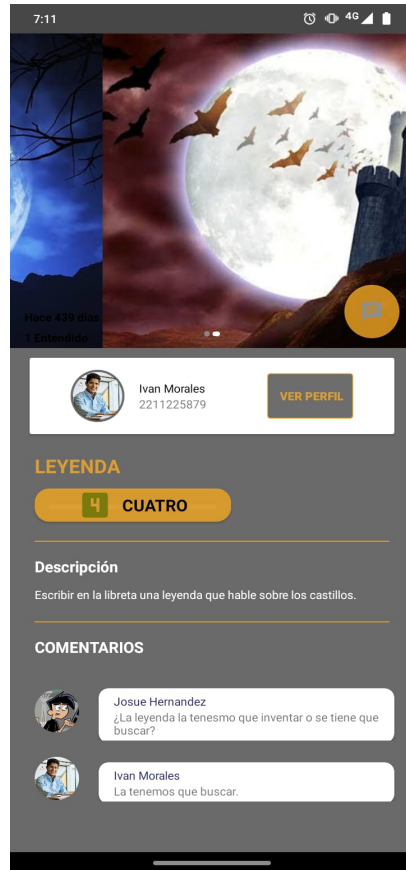 7:11
4G
Hace 439 días
1 Entendido
Ivan Morales
2211225879
VER PERFIL
LEYENDA
4 CUATRO
Descripción
Escribir en la libreta una leyenda que hable sobre los castillos.
COMENTARIOS
Josue Hernandez
¿La leyenda la tenesmo que inventar o se tiene que
buscar?
Ivan Morales
La tenemos que buscar.